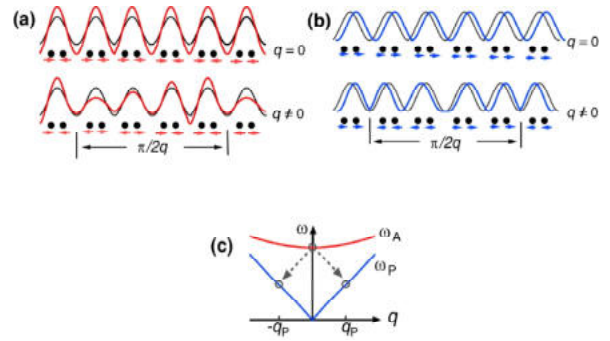 (a)
q = 0
q ≠ 0
π/2q
(b)
q = 0
q ≠ 0
π/2q
(c)
ω
ω_A
ω_P
-q_P
q_P
q